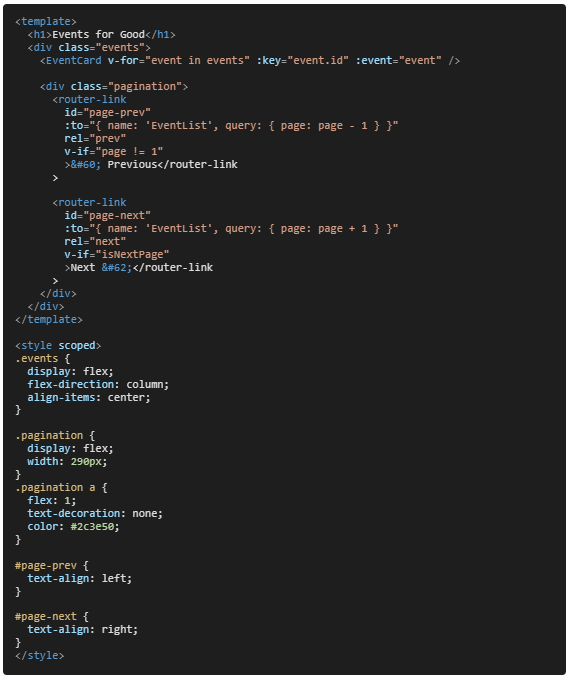 <template>
  <h1>Events for Good</h1>
  <div class="events">
    <EventCard v-for="event in events" :key="event.id" :event="event" />

    <div class="pagination">
      <router-link
        id="page-prev"
        :to="{ name: 'EventList', query: { page: page - 1 } }"
        rel="prev"
        v-if="page != 1"
        >&#60; Previous</router-link
      >

      <router-link
        id="page-next"
        :to="{ name: 'EventList', query: { page: page + 1 } }"
        rel="next"
        v-if="isNextPage"
        >Next &#62;</router-link
      >
    </div>
  </div>
</template>

<style scoped>
.events {
  display: flex;
  flex-direction: column;
  align-items: center;
}

.pagination {
  display: flex;
  width: 290px;
}
.pagination a {
  flex: 1;
  text-decoration: none;
  color: #2c3e50;
}

#page-prev {
  text-align: left;
}

#page-next {
  text-align: right;
}
</style>